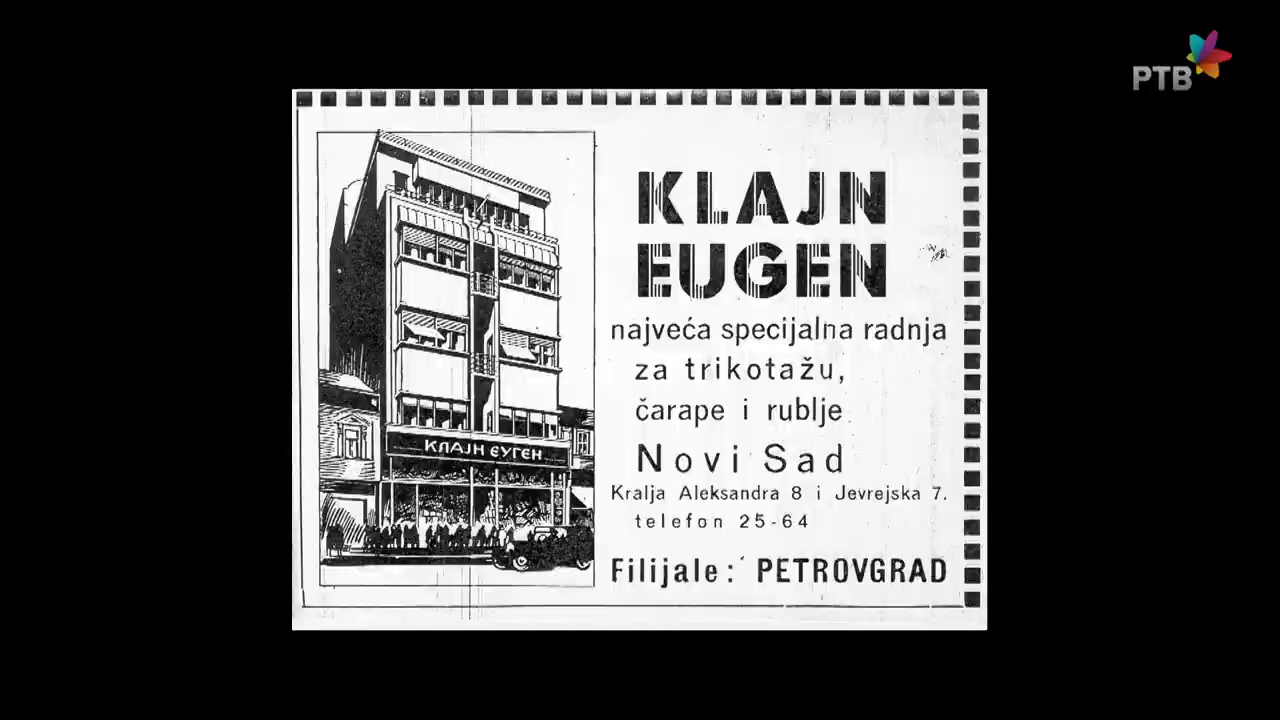 РТВ
KLAJN
EUGEN
najveća specijalna radnja
za trikotažu,
čarape i rublje
Novi Sad
Kralja Aleksandra 8 i Jevrejska 7.
telefon 25-64
Filijale: PETROVGRAD
КЛАЈН ЕУГЕН